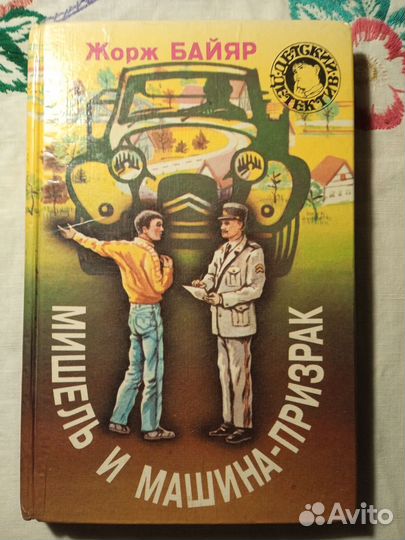 Жорж БАЙЯР
ДЕТСКИЙ
ДЕТЕКТИВ
МИШЕЛЬ И МАШИНА-ПРИЗРАК
Avito